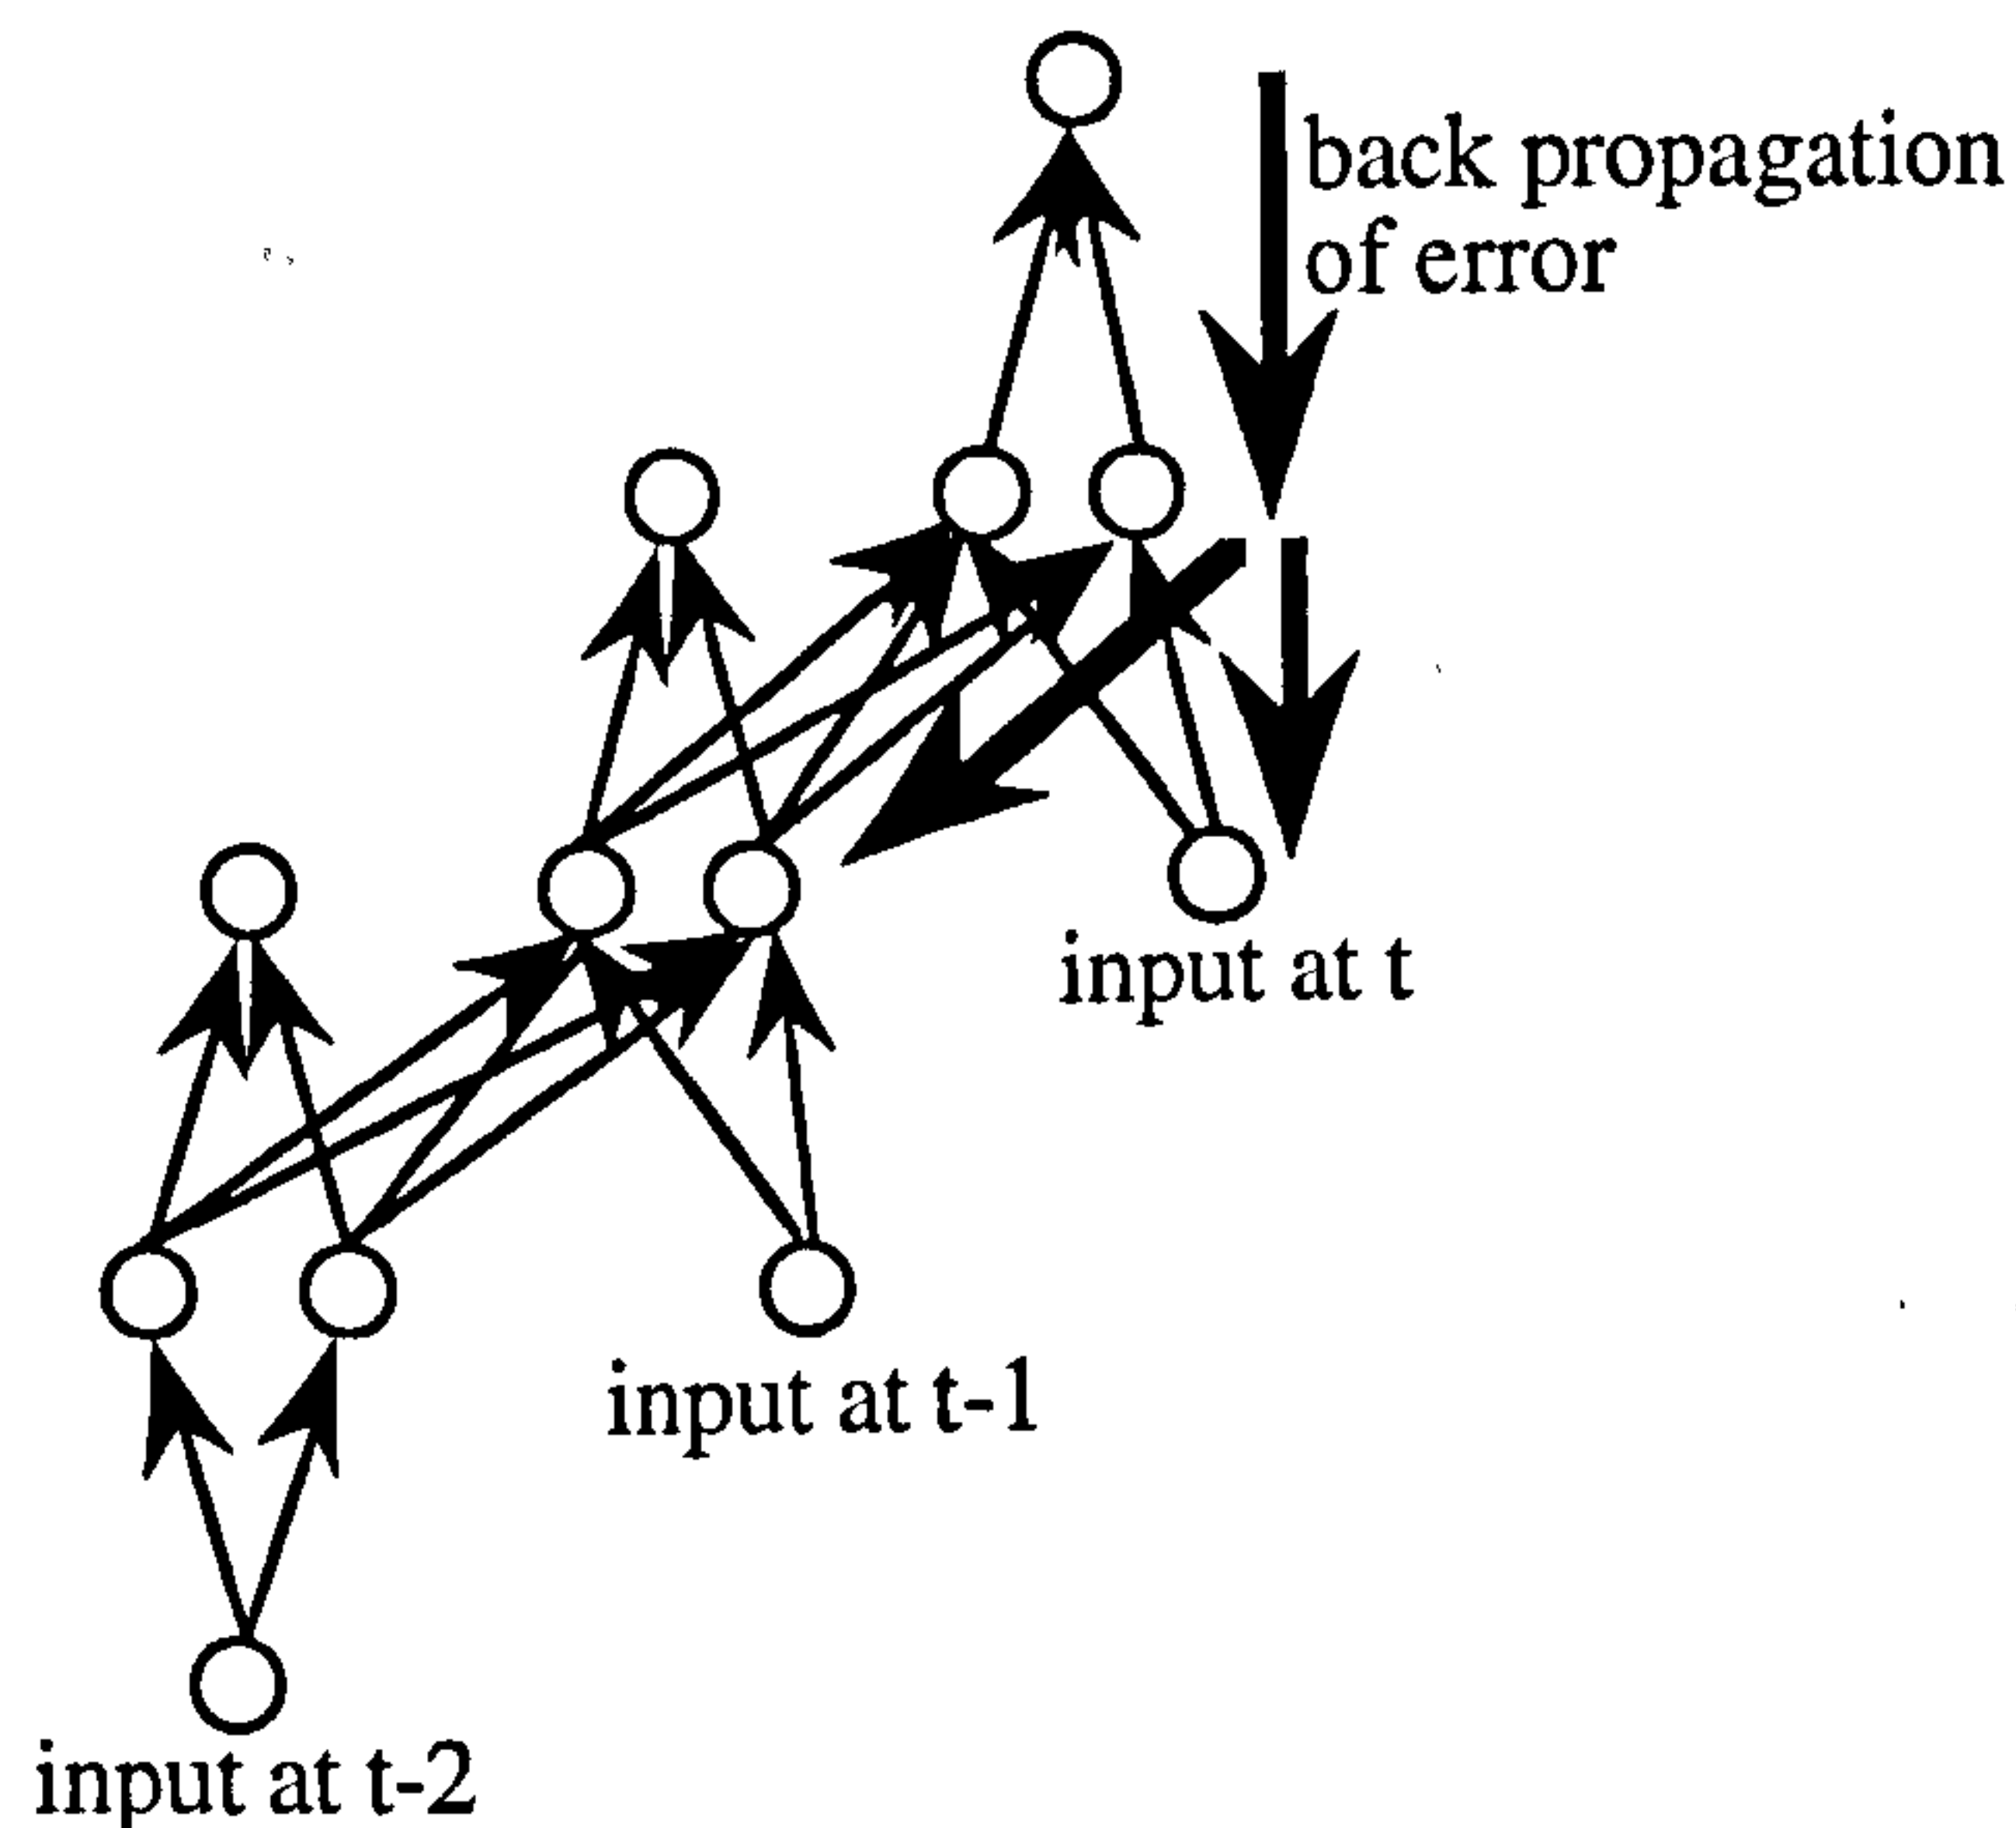 back propagation
of error
input at t
input at t-1
input at t-2